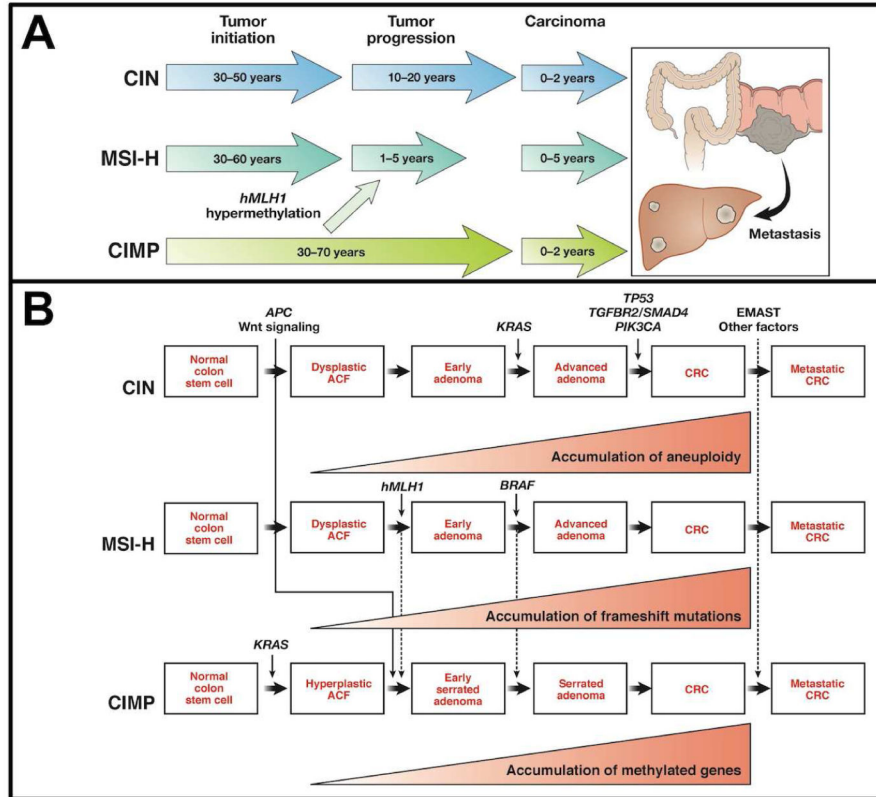 A
Tumor
initiation
Tumor
progression
Carcinoma
CIN
30–50 years
10–20 years
0–2 years
MSI-H
30–60 years
1–5 years
0–5 years
hMLH1
hypermethylation
CIMP
30–70 years
0–2 years
Metastasis
B
APC
Wnt signaling
KRAS
TP53
TGFBR2/SMAD4
PIK3CA
EMAST
Other factors
CIN
Normal
colon
stem cell
Dysplastic
ACF
Early
adenoma
Advanced
adenoma
CRC
Metastatic
CRC
Accumulation of aneuploidy
hMLH1
BRAF
MSI-H
Normal
colon
stem cell
Dysplastic
ACF
Early
adenoma
Advanced
adenoma
CRC
Metastatic
CRC
Accumulation of frameshift mutations
KRAS
CIMP
Normal
colon
stem cell
Hyperplastic
ACF
Early
serrated
adenoma
Serrated
adenoma
CRC
Metastatic
CRC
Accumulation of methylated genes